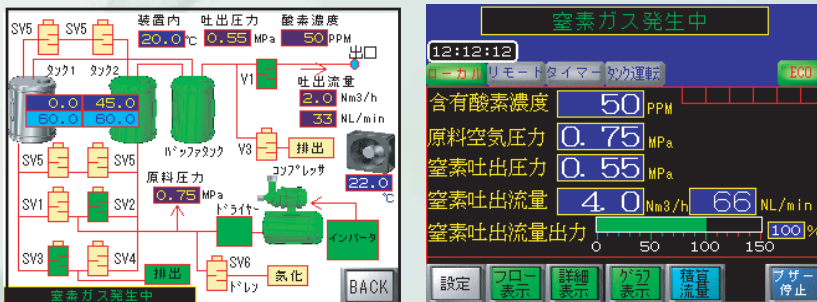 装置内 吐出圧力 酸素濃度
SV5 SV5 20.0℃ 0.55 MPa 50 PPM
出口
タンク1 タンク2 V1 吐出流量
0.0 45.0 2.0 Nm3/h
60.0 60.0 33 NL/min
SV5 SV5 バッファタンク V3 排出
原料圧力 コンプレッサ 22.0
℃
SV1 SV2 0.75 MPa
ドライヤー インバータ
SV3 SV4 排出 SV6
ドレン 気化 BACK
窒素ガス発生中
窒素ガス発生中
12:12:12
ローカル リモート タイマー タンク運転 ECO
含有酸素濃度 50 PPM
原料空気圧力 0.75 MPa
窒素吐出圧力 0.55 MPa
窒素吐出流量 4.0 Nm3/h 66 NL/min
窒素吐出流量出力 100 %
0 50 100 150
設定 フロー表示 詳細表示 グラフ表示 積算流量 ブザー停止